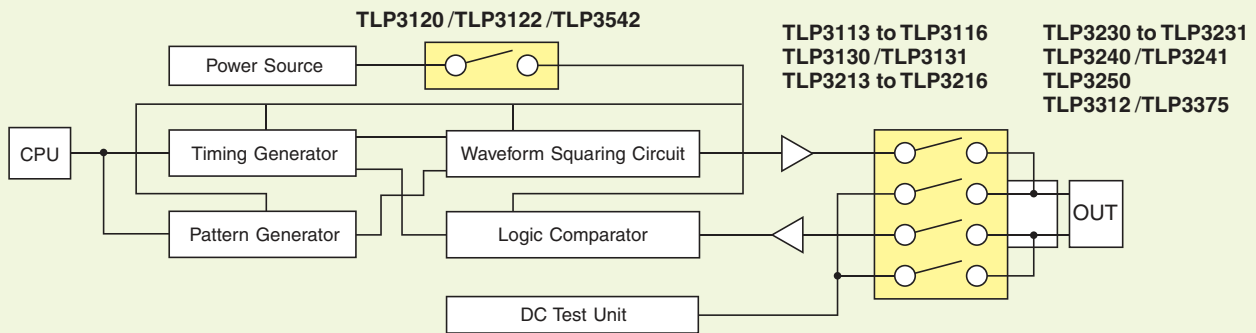 TLP3120 /TLP3122 /TLP3542
TLP3113 to TLP3116
TLP3130 /TLP3131
TLP3213 to TLP3216
TLP3230 to TLP3231
TLP3240 /TLP3241
TLP3250
TLP3312 /TLP3375
Power Source
CPU
Timing Generator
Waveform Squaring Circuit
Pattern Generator
Logic Comparator
OUT
DC Test Unit